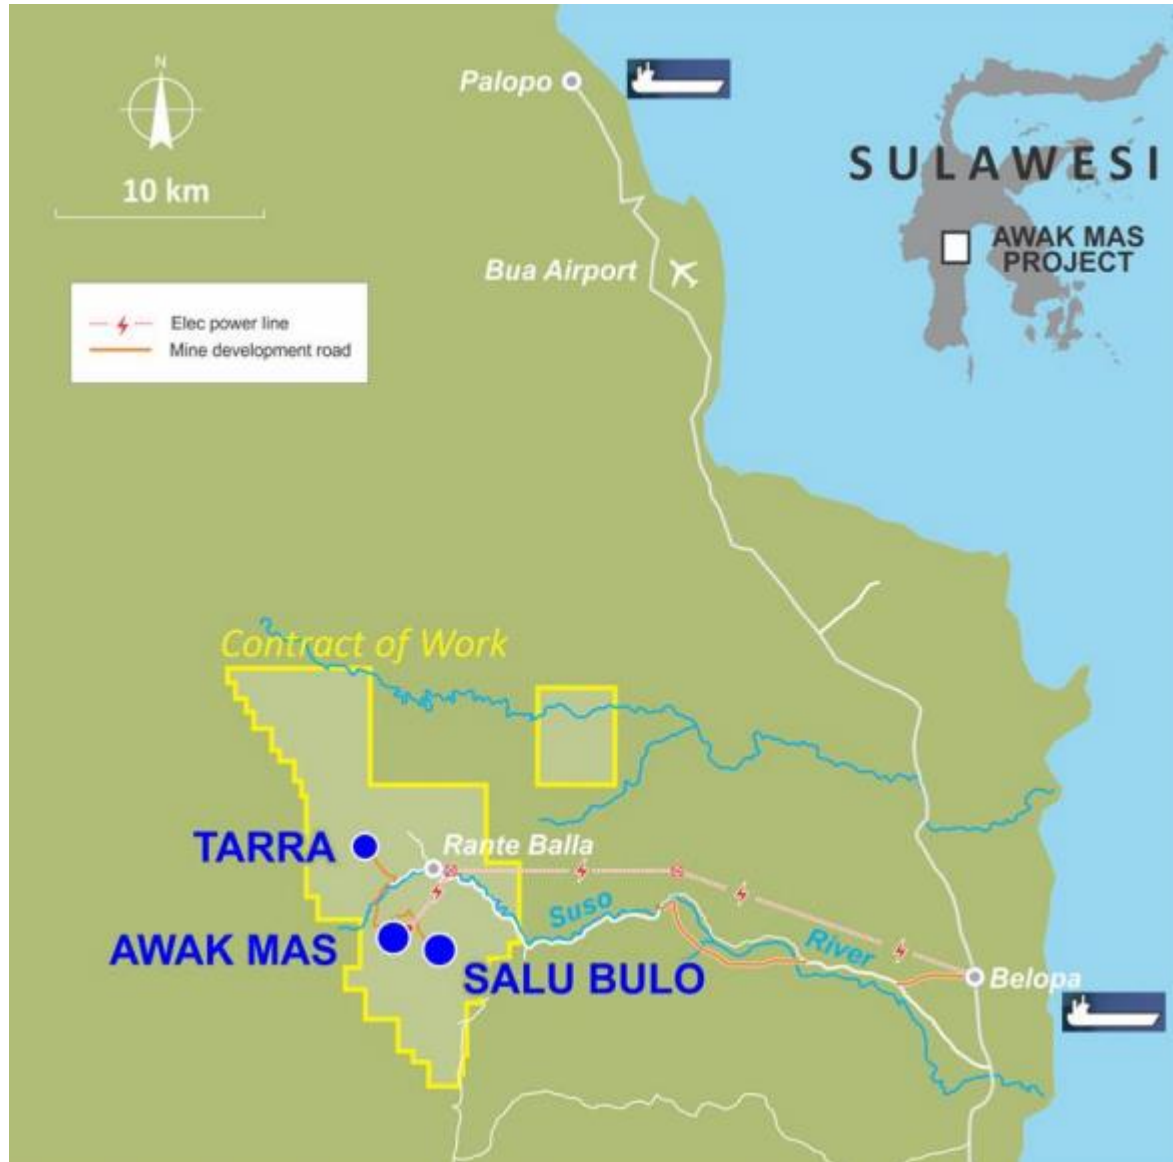 Palopo
N
10 km
SULAWESI
AWAK MAS
PROJECT
Bua Airport
Elec power line
Mine development road
Contract of Work
TARRA
Rante Balla
Suso
River
AWAK MAS
SALU BULO
Belopa